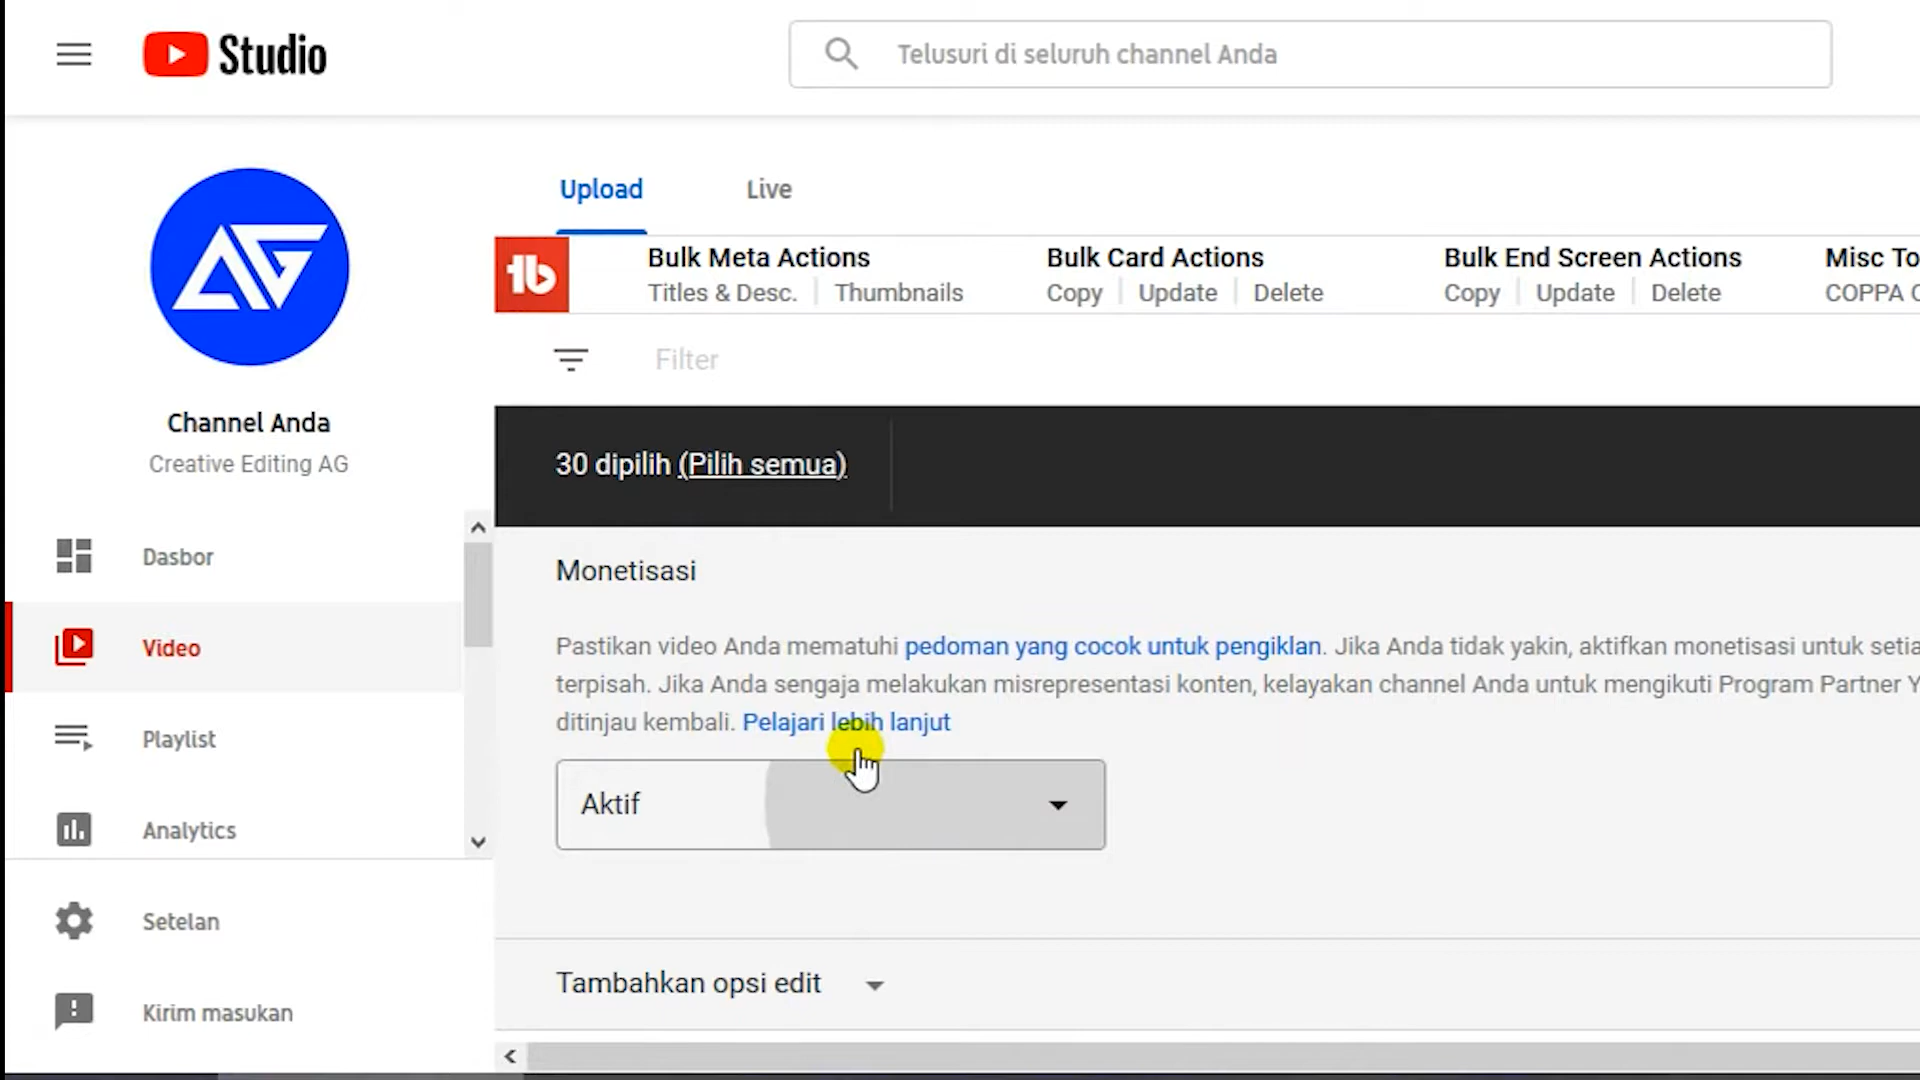 Studio
Telusuri di seluruh channel Anda
Channel Anda
Creative Editing AG
Dasbor
Video
Playlist
Analytics
Setelan
Kirim masukan
Upload Live
Bulk Meta Actions Bulk Card Actions Bulk End Screen Actions Misc To
Titles & Desc. Thumbnails Copy Update Delete Copy Update Delete COPPA C
Filter
30 dipilih (Pilih semua)
Monetisasi
Pastikan video Anda mematuhi pedoman yang cocok untuk pengiklan. Jika Anda tidak yakin, aktifkan monetisasi untuk setia
terpisah. Jika Anda sengaja melakukan misrepresentasi konten, kelayakan channel Anda untuk mengikuti Program Partner Y
ditinjau kembali. Pelajari lebih lanjut
Aktif
Tambahkan opsi edit